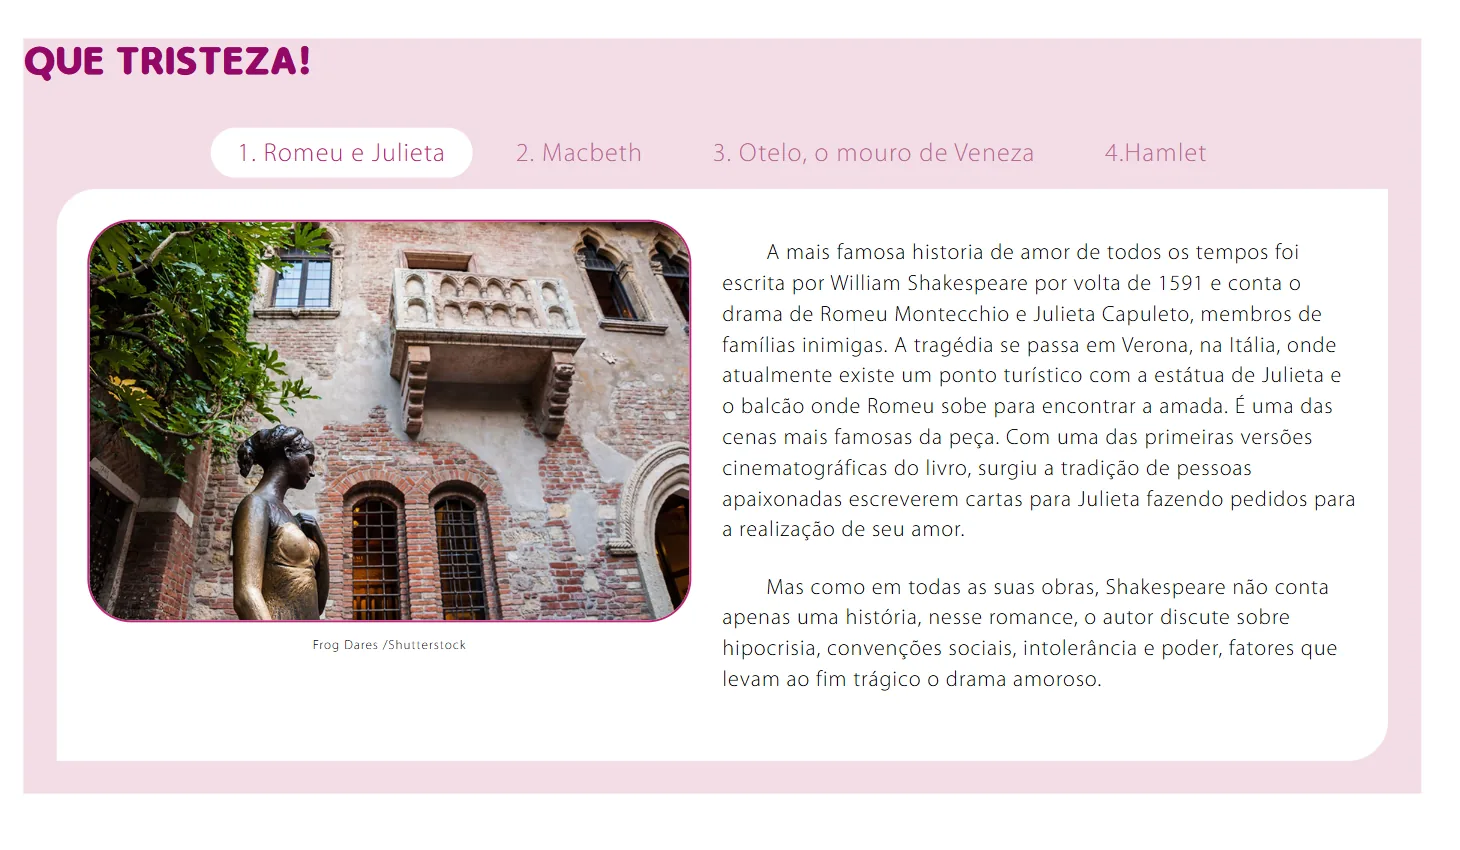 QUE TRISTEZA!
1. Romeu e Julieta
2. Macbeth
3. Otelo, o mouro de Veneza
4.Hamlet
A mais famosa historia de amor de todos os tempos foi
escrita por William Shakespeare por volta de 1591 e conta o
drama de Romeu Montecchio e Julieta Capuleto, membros de
famílias inimigas. A tragédia se passa em Verona, na Itália, onde
atualmente existe um ponto turístico com a estátua de Julieta e
o balcão onde Romeu sobe para encontrar a amada. É uma das
cenas mais famosas da peça. Com uma das primeiras versões
cinematográficas do livro, surgiu a tradição de pessoas
apaixonadas escreverem cartas para Julieta fazendo pedidos para
a realização de seu amor.
Mas como em todas as suas obras, Shakespeare não conta
apenas uma história, nesse romance, o autor discute sobre
hipocrisia, convenções sociais, intolerância e poder, fatores que
levam ao fim trágico o drama amoroso.
Frog Dares /Shutterstock